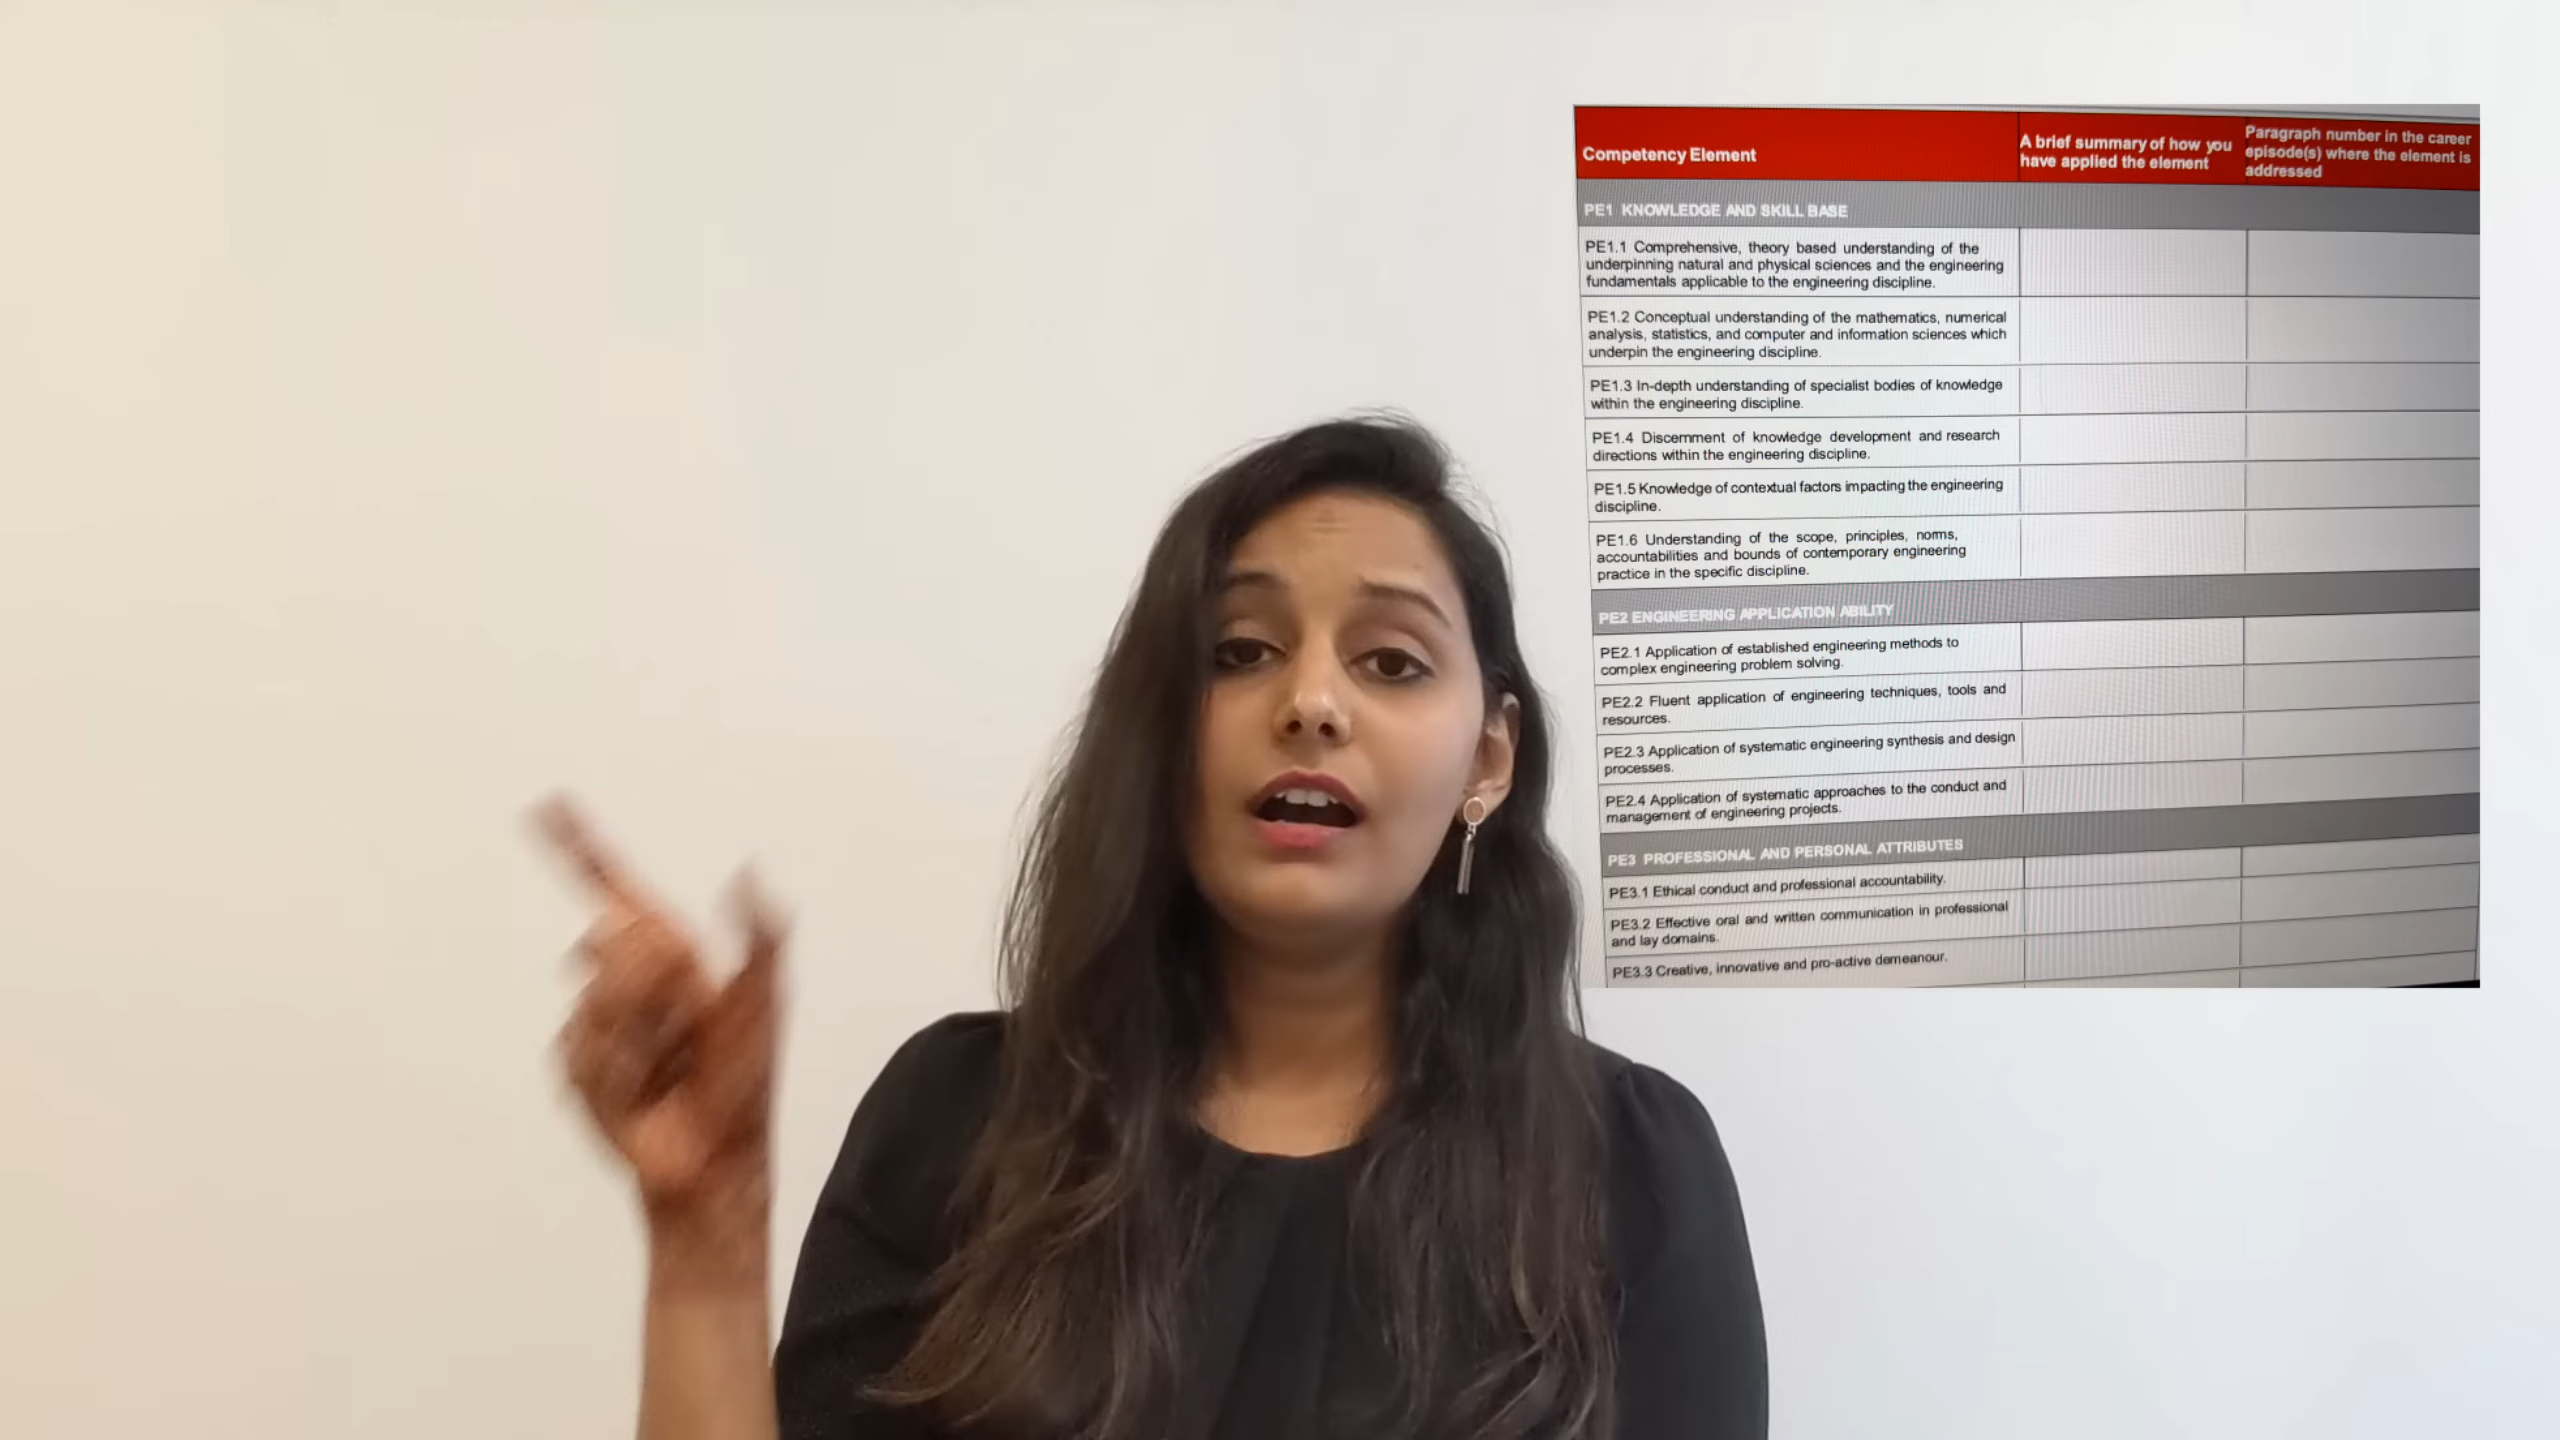 Competency Element
A brief summary of how you
have applied the element
Paragraph number in the career
episode(s) where the element is
addressed
PE1 KNOWLEDGE AND SKILL BASE
PE1.1 Comprehensive, theory based understanding of the
underpinning natural and physical sciences and the engineering
fundamentals applicable to the engineering discipline.
PE1.2 Conceptual understanding of the mathematics, numerical
analysis, statistics, and computer and information sciences which
underpin the engineering discipline.
PE1.3 In-depth understanding of specialist bodies of knowledge
within the engineering discipline.
PE1.4 Discernment of knowledge development and research
directions within the engineering discipline.
PE1.5 Knowledge of contextual factors impacting the engineering
discipline.
PE1.6 Understanding of the scope, principles, norms,
accountabilities and bounds of contemporary engineering
practice in the specific discipline.
PE2 ENGINEERING APPLICATION ABILITY
PE2.1 Application of established engineering methods to
complex engineering problem solving.
PE2.2 Fluent application of engineering techniques, tools and
resources.
PE2.3 Application of systematic engineering synthesis and design
processes.
PE2.4 Application of systematic approaches to the conduct and
management of engineering projects.
PE3 PROFESSIONAL AND PERSONAL ATTRIBUTES
PE3.1 Ethical conduct and professional accountability.
PE3.2 Effective oral and written communication in professional
and lay domains.
PE3.3 Creative, innovative and pro-active demeanour.